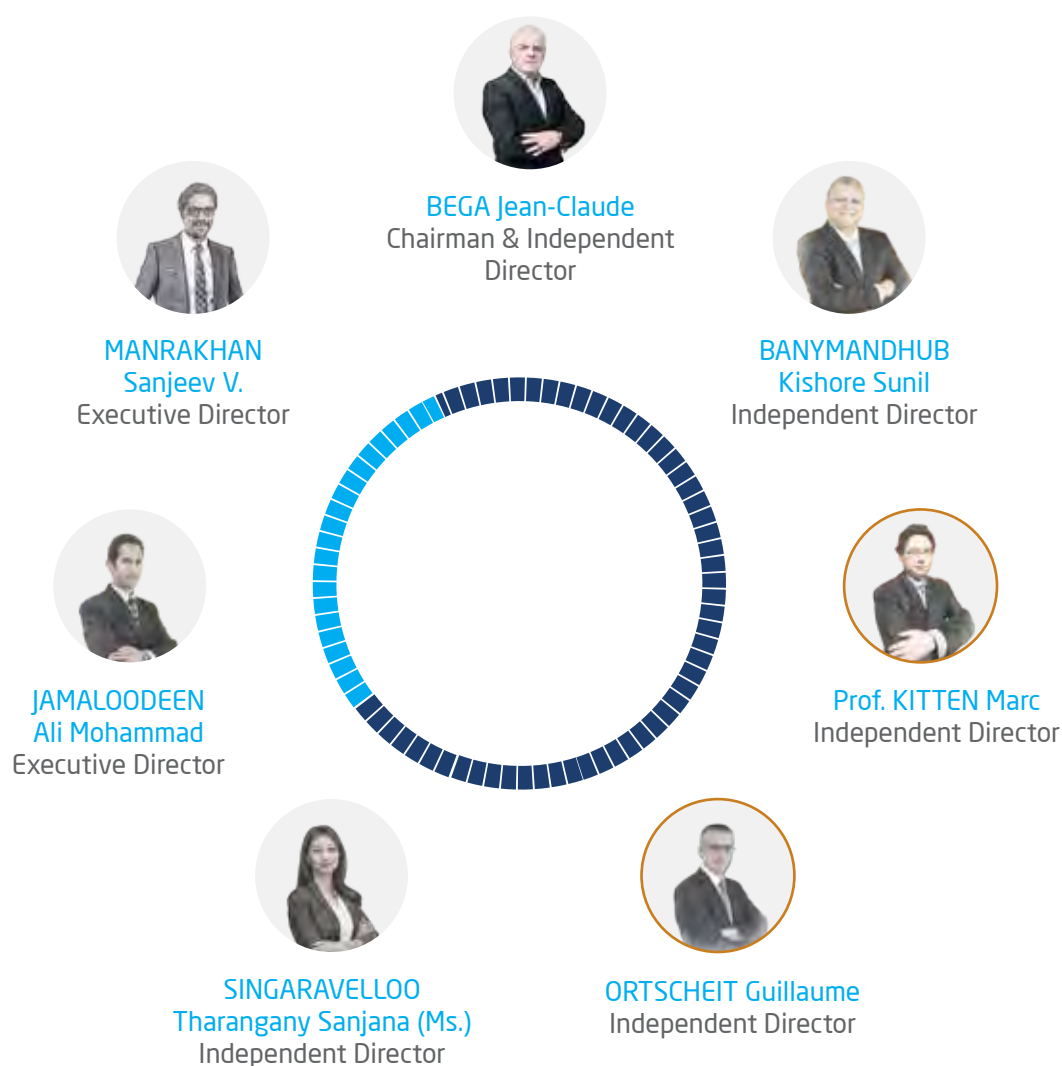 BEGA Jean-Claude
Chairman & Independent
Director
MANRAKHAN
Sanjeev V.
Executive Director
BANYMANDHUB
Kishore Sunil
Independent Director
JAMALOODEEN
Ali Mohammad
Executive Director
Prof. KITTEN Marc
Independent Director
SINGARAVELLOO
Tharangany Sanjana (Ms.)
Independent Director
ORTSCHEIT Guillaume
Independent Director